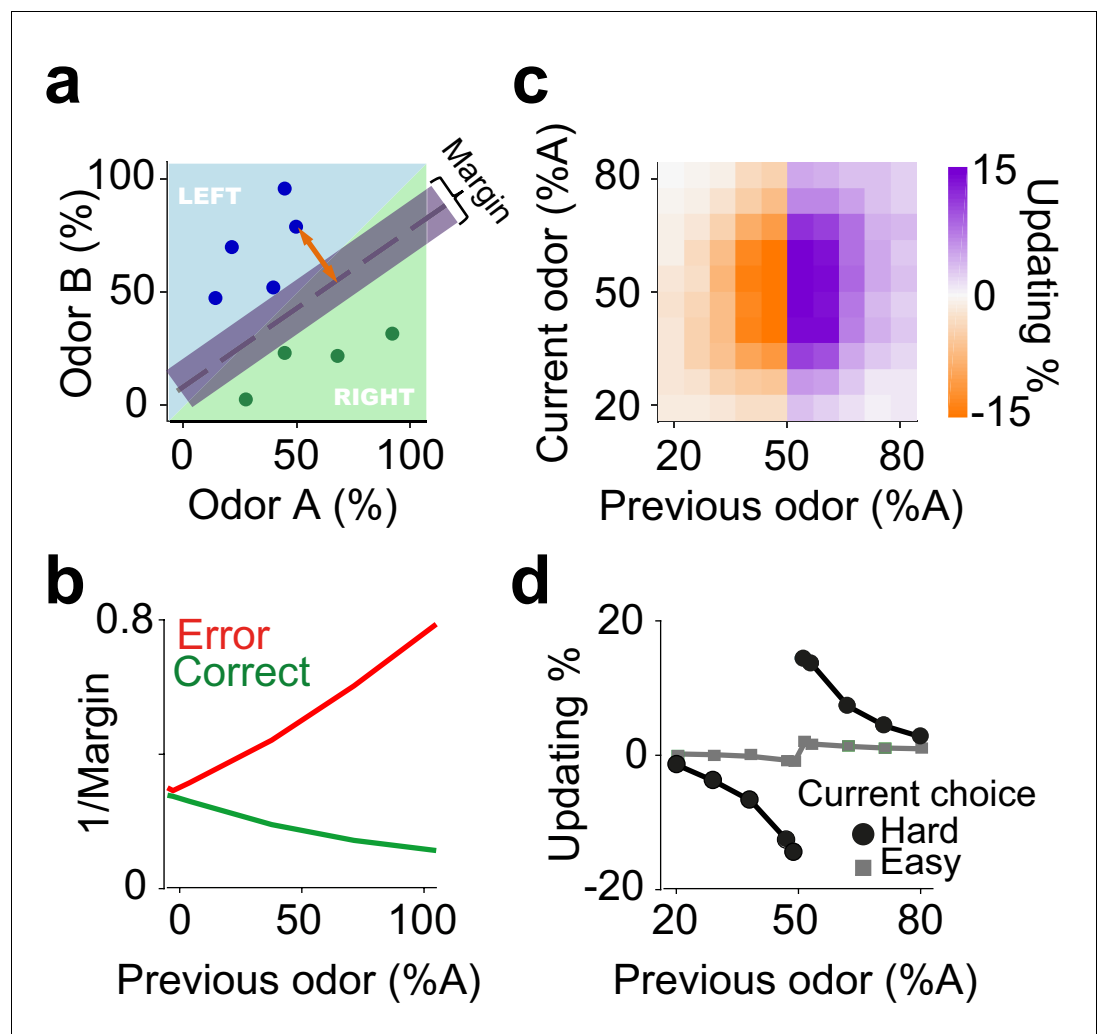 a
100
50
0
Odor B (%)
LEFT
RIGHT
Margin
0 50 100
Odor A (%)
c
80
50
20
Current odor (%A)
20 50 80
Previous odor (%A)
15
0
-15
Updating %
b
0.8
0
1/Margin
Error
Correct
0 50 100
Previous odor (%A)
d
20
0
-20
Updating %
Current choice
Hard
Easy
20 50 80
Previous odor (%A)